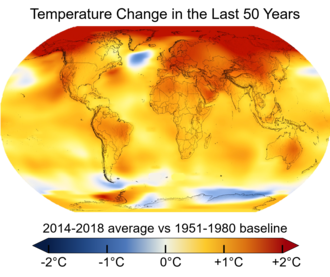 Temperature Change in the Last 50 Years
2014-2018 average vs 1951-1980 baseline
-2°C -1°C 0°C +1°C +2°C